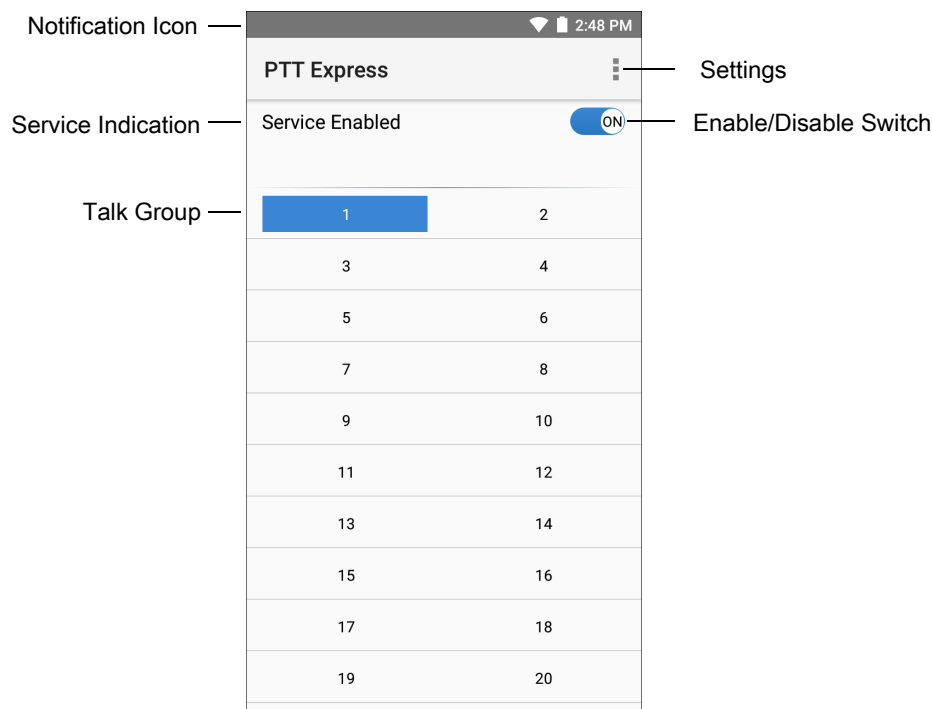 Notification Icon
2:48 PM
PTT Express
Settings
Service Indication
Service Enabled
ON
Enable/Disable Switch
Talk Group
1 2
3 4
5 6
7 8
9 10
11 12
13 14
15 16
17 18
19 20